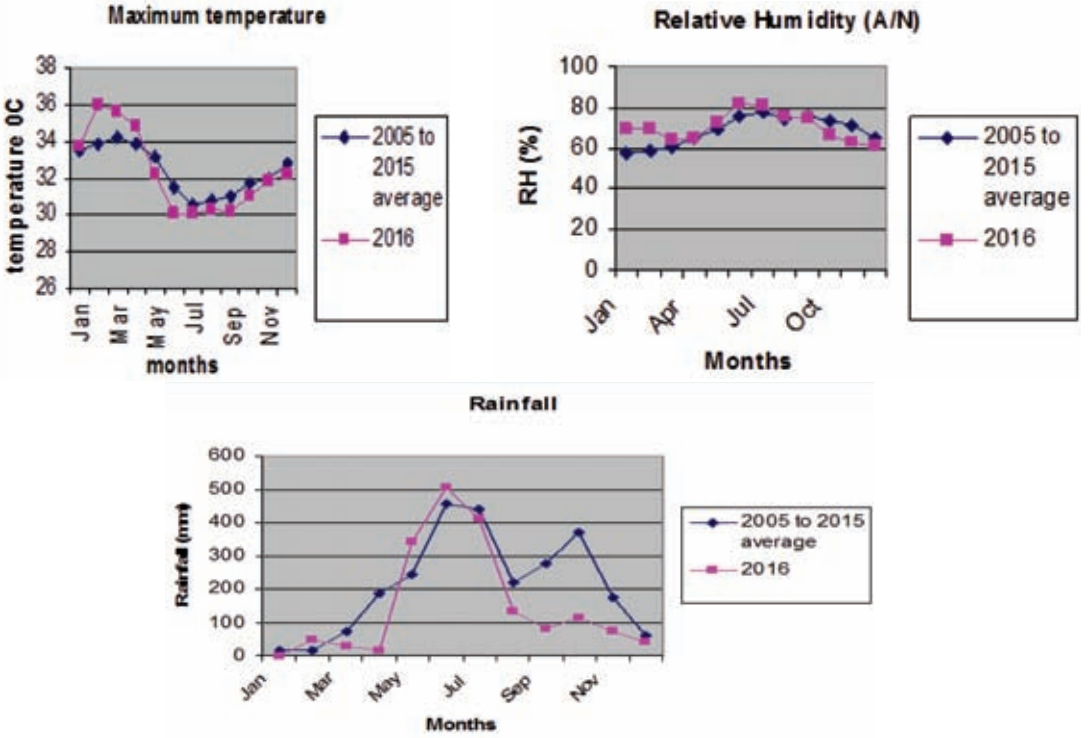 Maximum temperature
temperature 0C
38
36
34
32
30
28
26
Jan
Mar
May
Jul
Sep
Nov
months
2005 to
2015
average
2016
Relative Humidity (A/N)
RH (%)
100
80
60
40
20
0
Jan
Apr
Jul
Oct
Months
2005 to
2015
average
2016
Rainfall
Rainfall (mm)
600
500
400
300
200
100
0
Jan
Mar
May
Jul
Sep
Nov
Months
2005 to 2015
average
2016